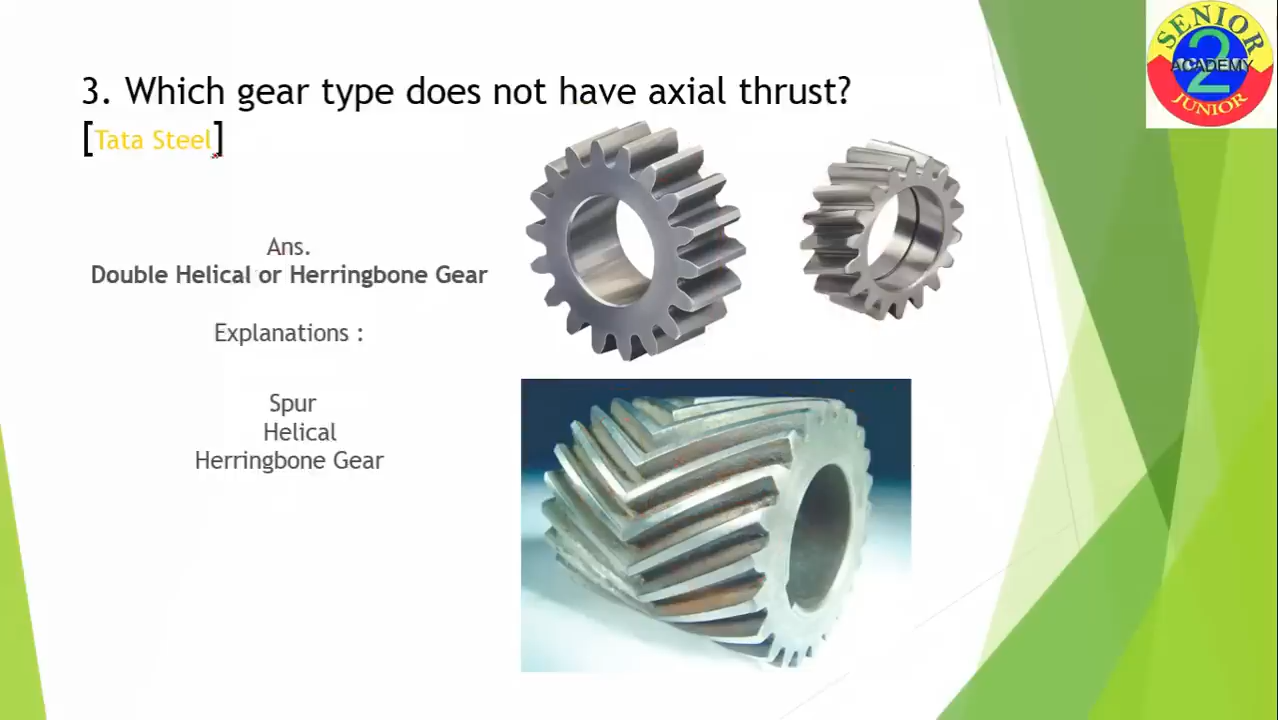 3. Which gear type does not have axial thrust?
[Tata Steel]
Ans.
Double Helical or Herringbone Gear
Explanations :
Spur
Helical
Herringbone Gear
SENIOR
2
ACADEMY
JUNIOR